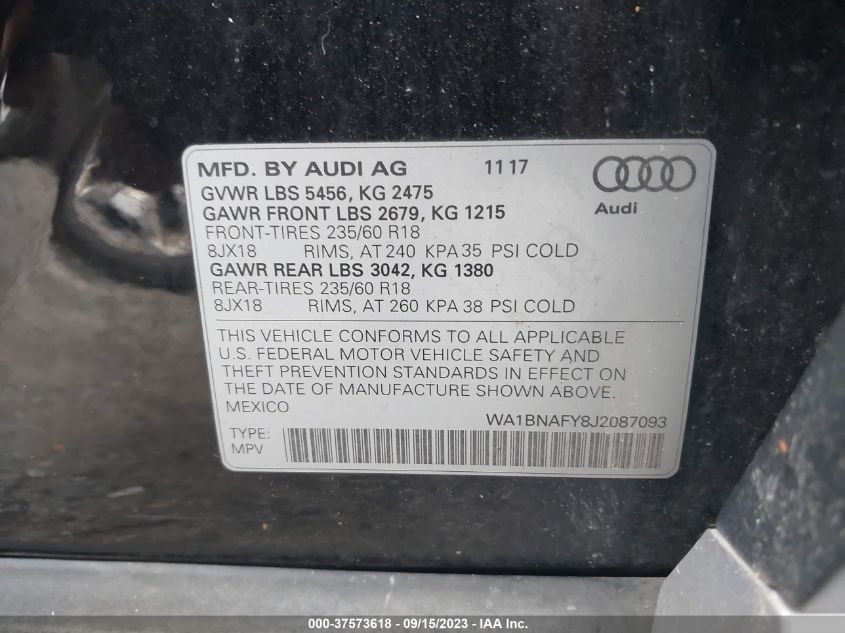 MFD. BY AUDI AG 11 17
GVWR LBS 5456, KG 2475
GAWR FRONT LBS 2679, KG 1215
Audi
FRONT-TIRES 235/60 R18
8JX18 RIMS, AT 240 KPA 35 PSI COLD
GAWR REAR LBS 3042, KG 1380
REAR-TIRES 235/60 R18
8JX18 RIMS, AT 260 KPA 38 PSI COLD
THIS VEHICLE CONFORMS TO ALL APPLICABLE
U.S. FEDERAL MOTOR VEHICLE SAFETY AND
THEFT PREVENTION STANDARDS IN EFFECT ON
THE DATE OF MANUFACTURE SHOWN ABOVE.
MEXICO WA1BNAFY8J2087093
TYPE:
MPV
000-37573618 - 09/15/2023 - IAA Inc.